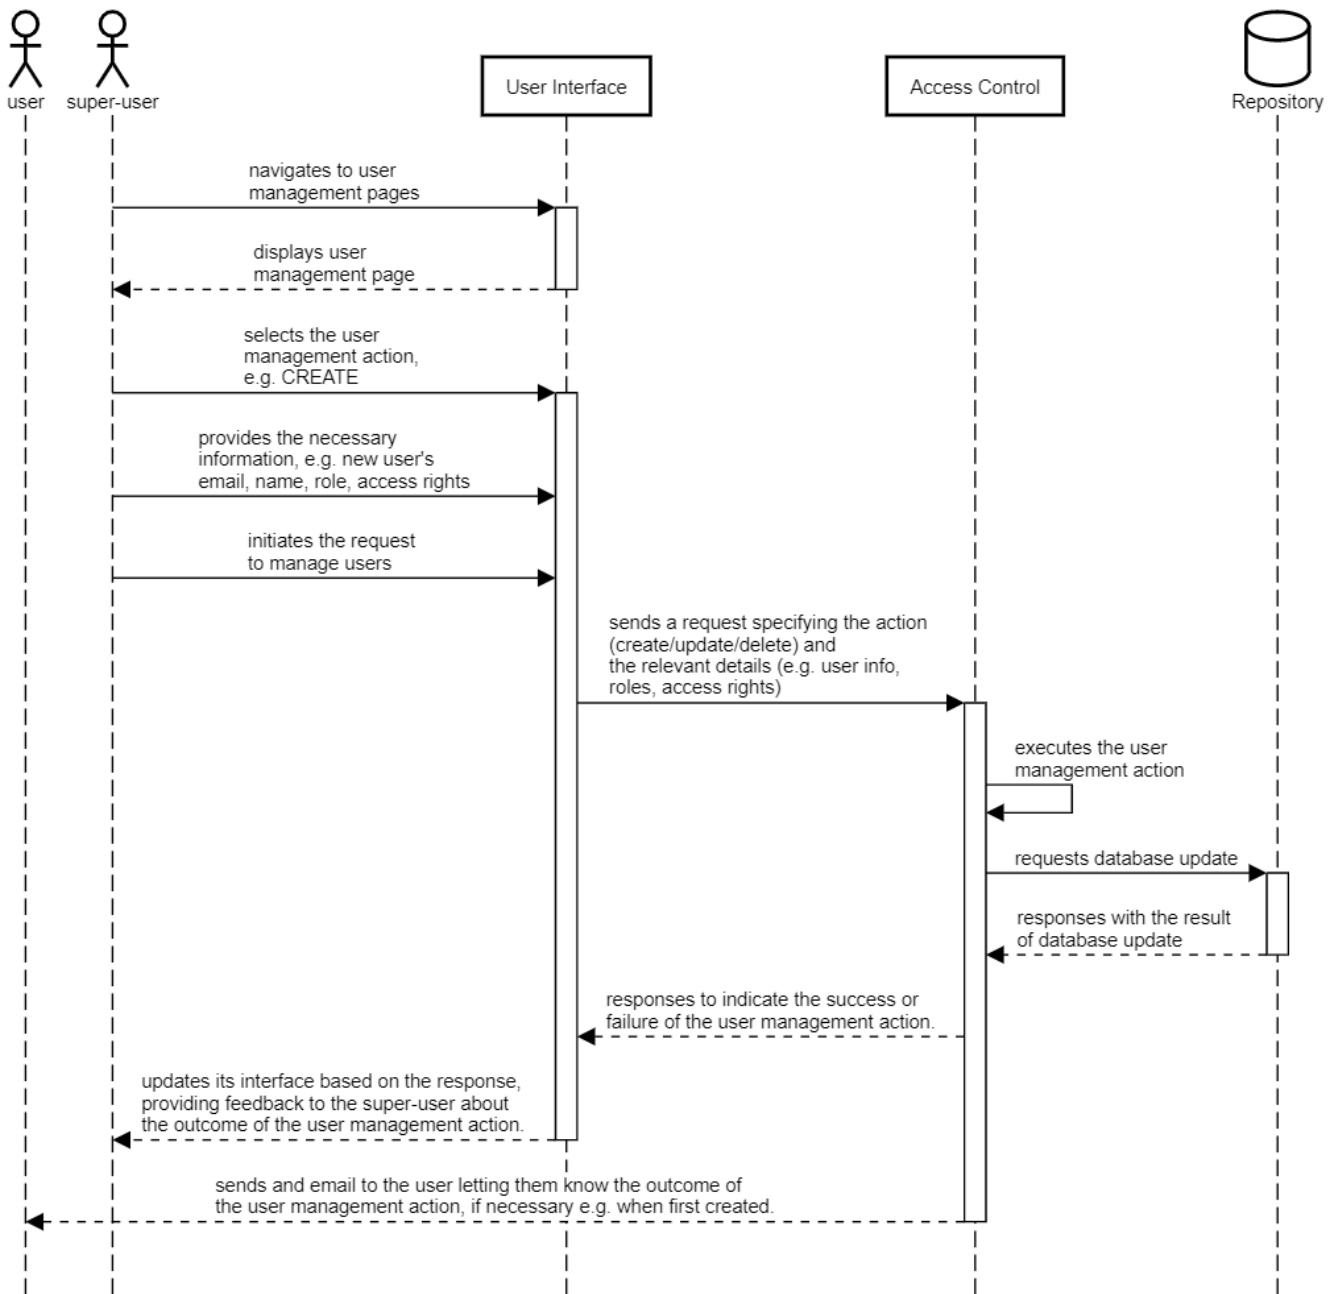 user
super-user
User Interface
Access Control
Repository
navigates to user
management pages
displays user
management page
selects the user
management action,
e.g. CREATE
provides the necessary
information, e.g. new user's
email, name, role, access rights
initiates the request
to manage users
sends a request specifying the action
(create/update/delete) and
the relevant details (e.g. user info,
roles, access rights)
executes the user
management action
requests database update
responses with the result
of database update
responses to indicate the success or
failure of the user management action.
updates its interface based on the response,
providing feedback to the super-user about
the outcome of the user management action.
sends and email to the user letting them know the outcome of
the user management action, if necessary e.g. when first created.